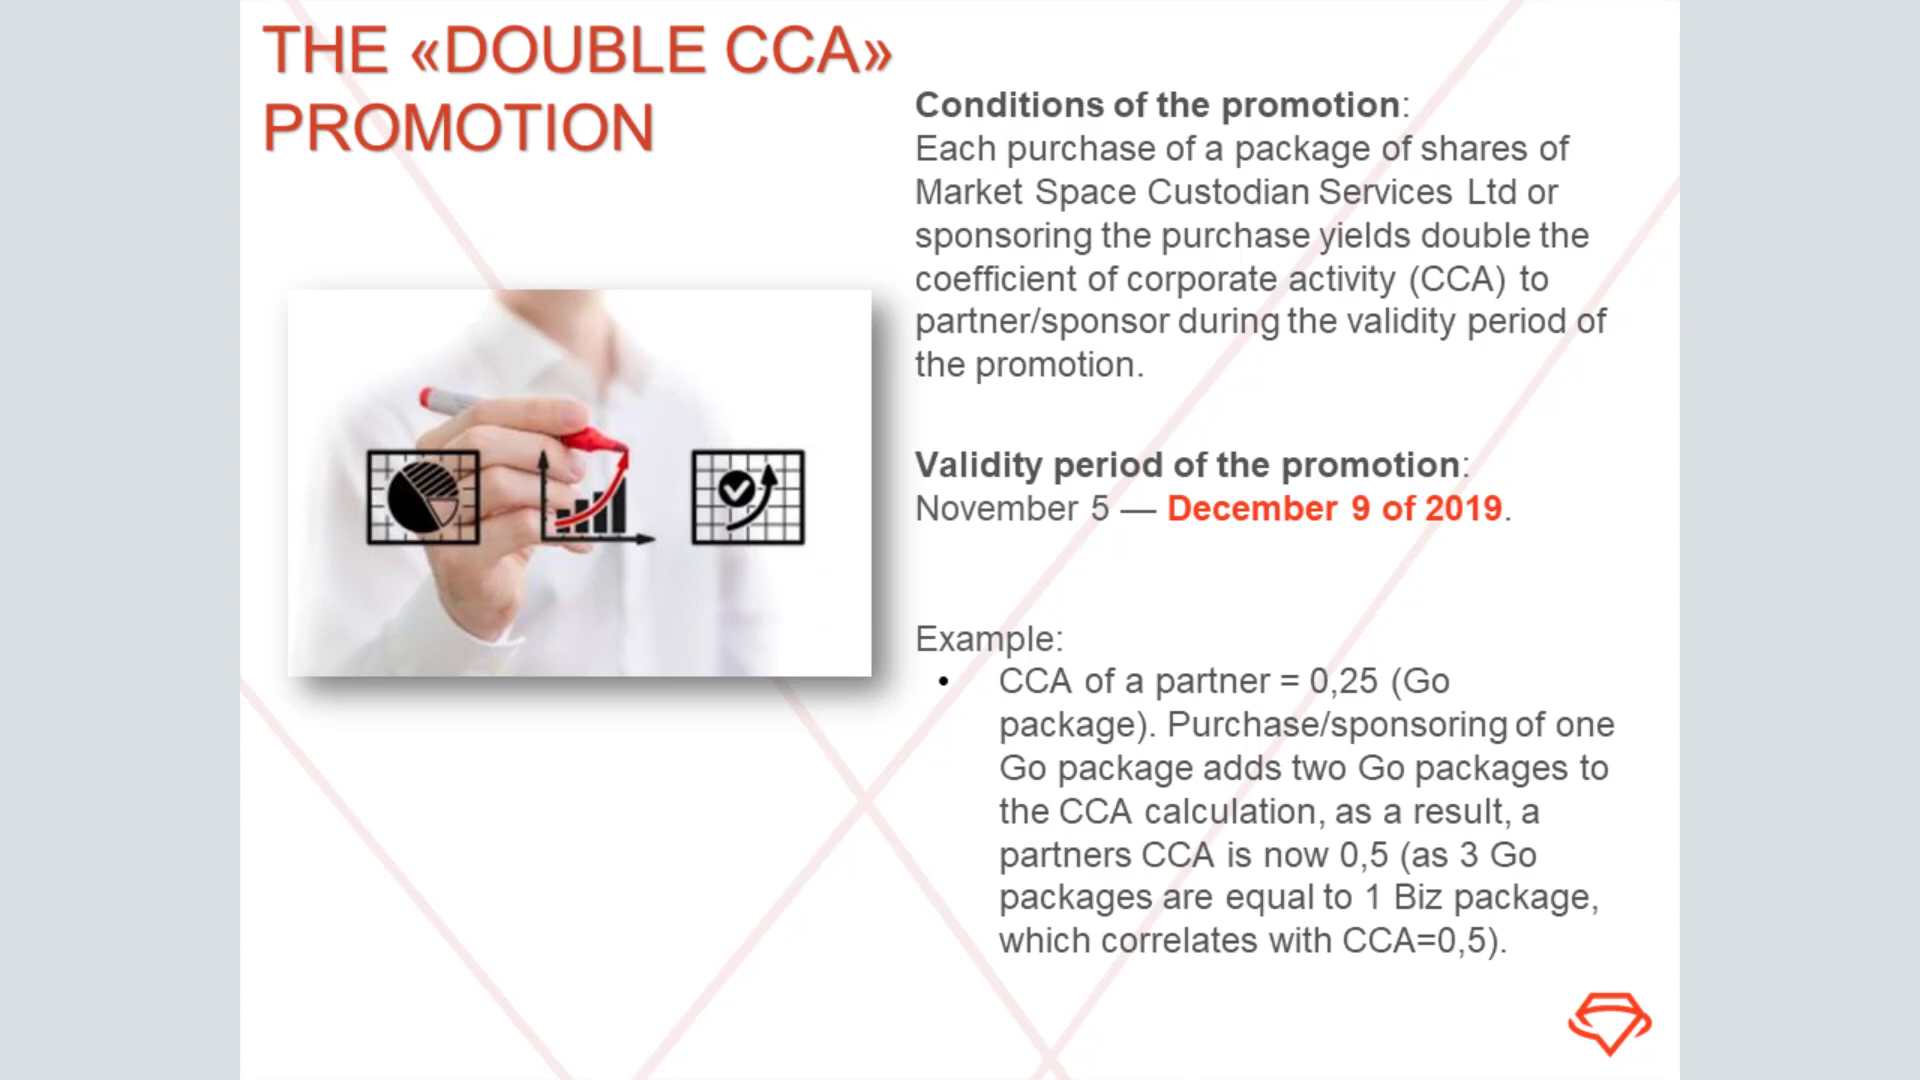 THE «DOUBLE CCA»
PROMOTION
Conditions of the promotion:
Each purchase of a package of shares of
Market Space Custodian Services Ltd or
sponsoring the purchase yields double the
coefficient of corporate activity (CCA) to
partner/sponsor during the validity period of
the promotion.
Validity period of the promotion:
November 5 — December 9 of 2019.
Example:
• CCA of a partner = 0,25 (Go
package). Purchase/sponsoring of one
Go package adds two Go packages to
the CCA calculation, as a result, a
partners CCA is now 0,5 (as 3 Go
packages are equal to 1 Biz package,
which correlates with CCA=0,5).